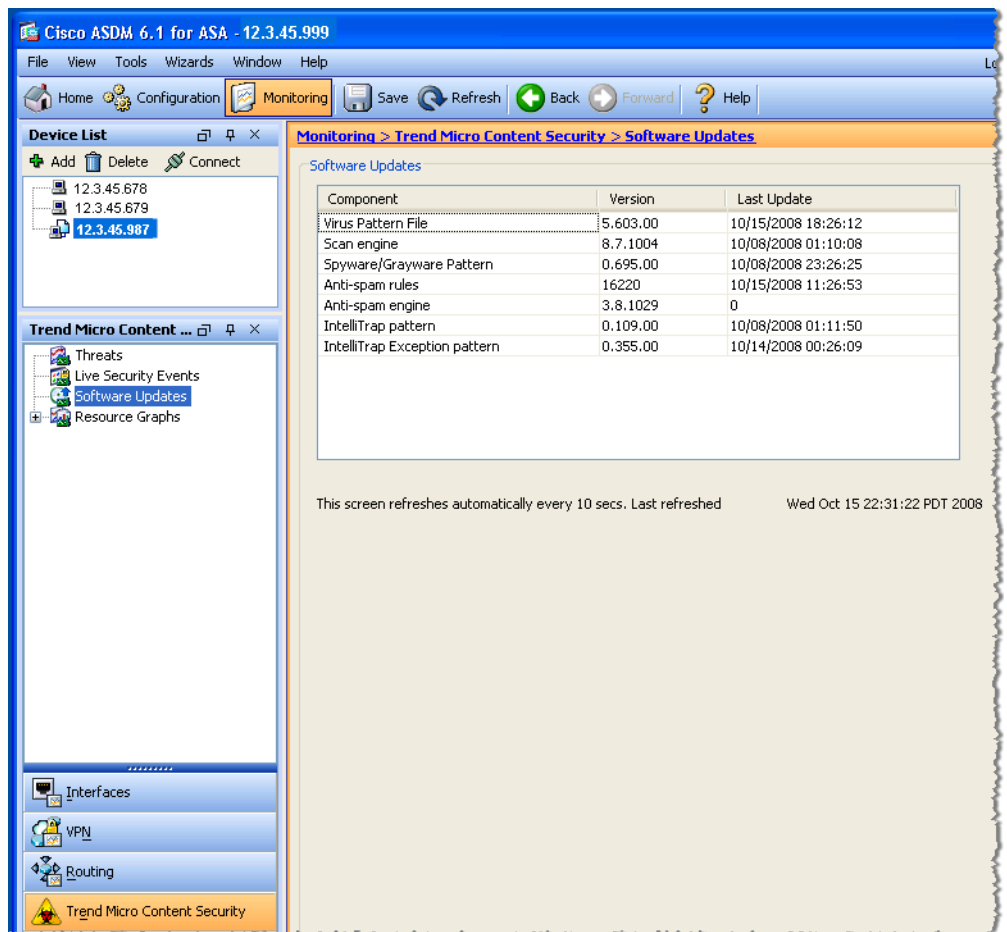 Cisco ASDM 6.1 for ASA - 12.3.45.999
File View Tools Wizards Window Help
Home Configuration Monitoring Save Refresh Back Forward Help
Device List
Add Delete Connect
12.3.45.678
12.3.45.679
12.3.45.987
Trend Micro Content ...
Threats
Live Security Events
Software Updates
Resource Graphs
Interfaces
VPN
Routing
Trend Micro Content Security
Monitoring > Trend Micro Content Security > Software Updates
Software Updates
Component Version Last Update
Virus Pattern File 5.603.00 10/15/2008 18:26:12
Scan engine 8.7.1004 10/08/2008 01:10:08
Spyware/Grayware Pattern 0.695.00 10/08/2008 23:26:25
Anti-spam rules 16220 10/15/2008 11:26:53
Anti-spam engine 3.8.1029 0
IntelliTrap pattern 0.109.00 10/08/2008 01:11:50
IntelliTrap Exception pattern 0.355.00 10/14/2008 00:26:09
This screen refreshes automatically every 10 secs. Last refreshed Wed Oct 15 22:31:22 PDT 2008